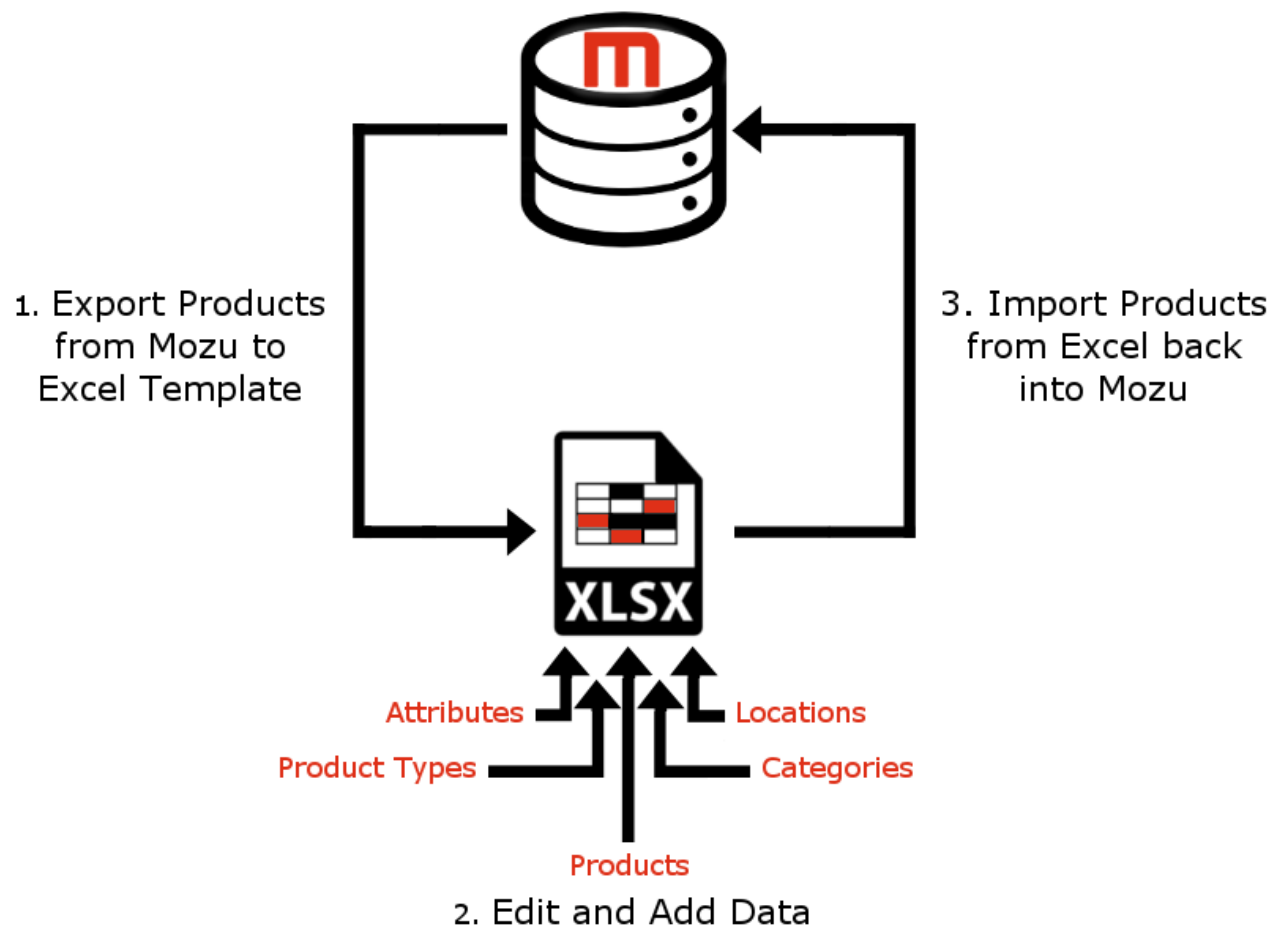 m
1. Export Products
from Mozu to
Excel Template
3. Import Products
from Excel back
into Mozu
XLSX
Attributes
Locations
Product Types
Categories
Products
2. Edit and Add Data